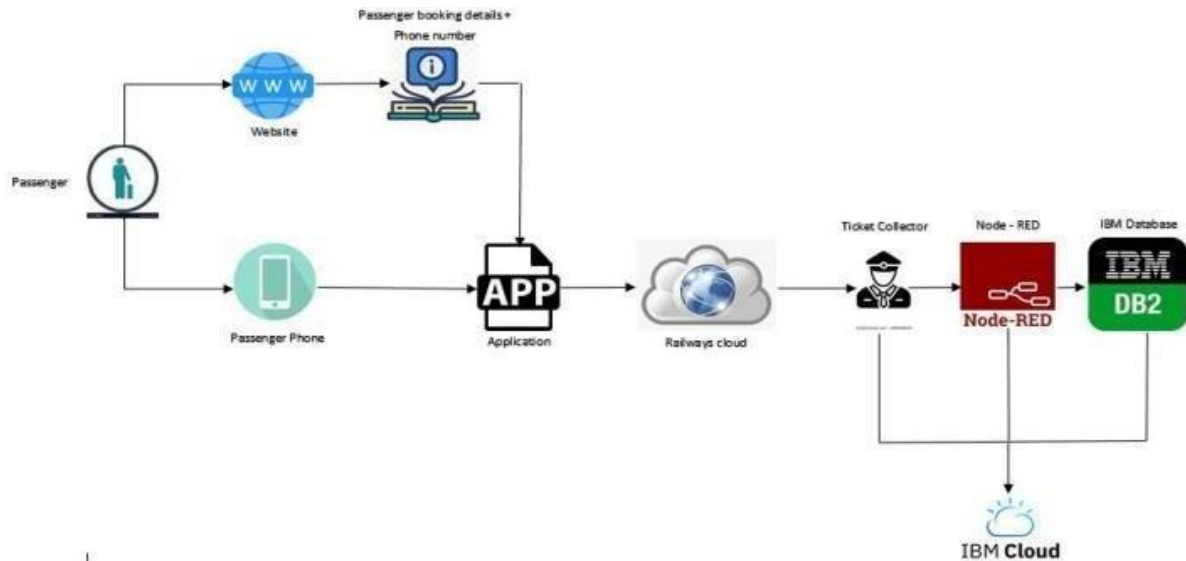 Passenger booking details +
Phone number
i
WWW
Website
Passenger
Passenger Phone
APP
Application
Railways cloud
Ticket Collector
Node - RED
Node-RED
IBM Database
IBM
DB2
IBM Cloud